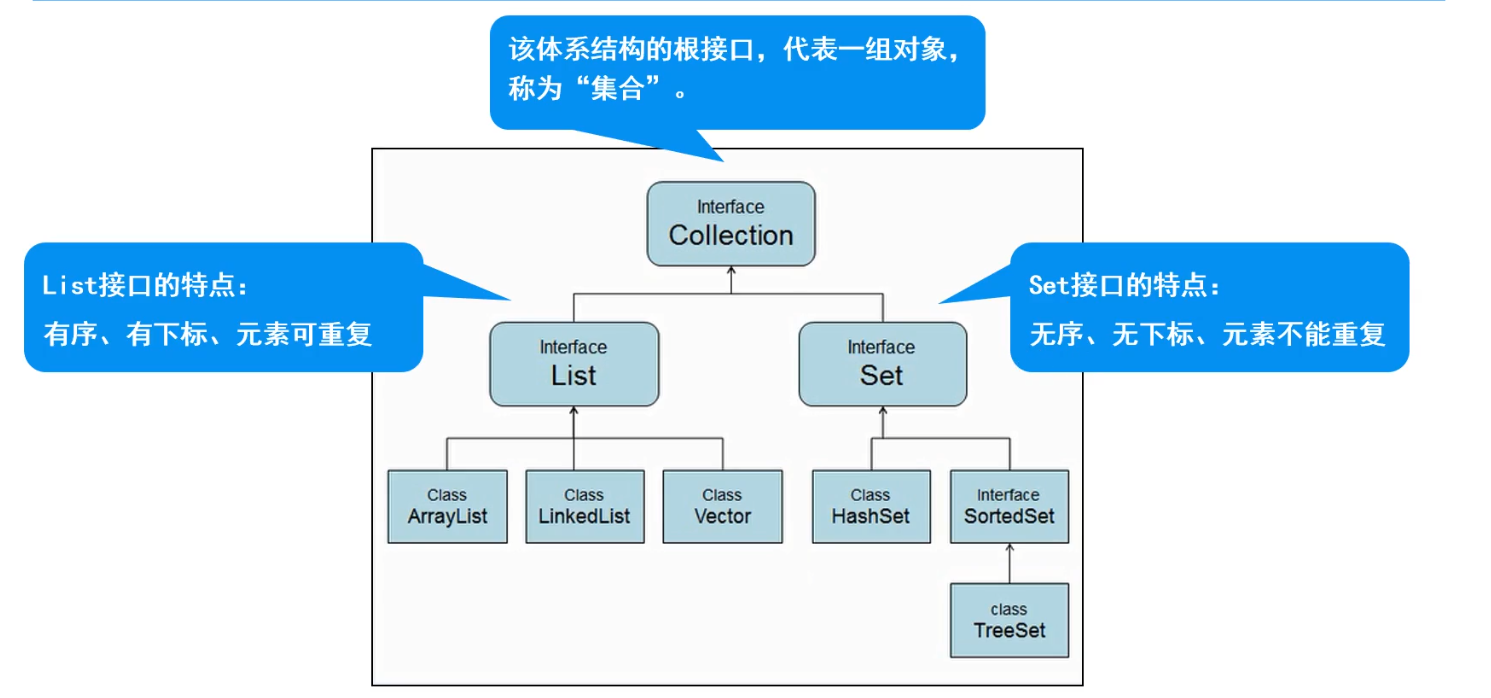 该体系结构的根接口，代表一组对象，
称为“集合”。
Interface
Collection
List接口的特点：
有序、有下标、元素可重复
Set接口的特点：
无序、无下标、元素不能重复
Interface
List
Interface
Set
Class
ArrayList
Class
LinkedList
Class
Vector
Class
HashSet
Interface
SortedSet
class
TreeSet